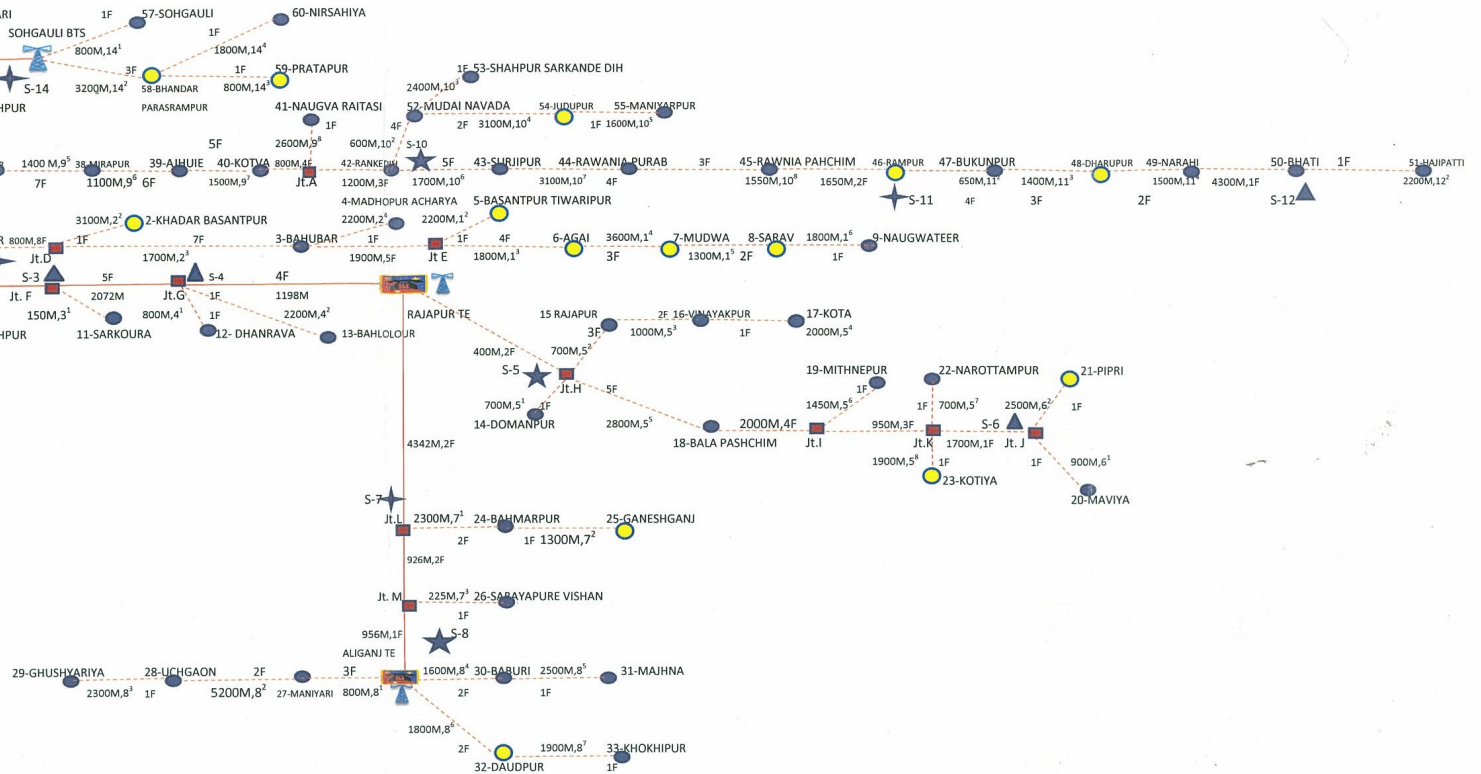 ARI
1F
57-SOHGAULI
60-NIRSAHIYA
SOHGAULI BTS
800M,14¹
1F
1800M,14⁴
3F
1F
59-PRATAPUR
S-14
3200M,14²
58-BHANDAR
PARASRAMPUR
800M,14³
HPUR
1F 53-SHAHPUR SARKANDE DIH
2400M,10³
41-NAUGVA RAITASI
1F
52-MUDAI NAVADA
54-JUDUPUR
55-MANIYARPUR
4F
2F
3100M,10⁴
1F
1600M,10⁵
5F
2600M,9⁸
600M,10²
S-10
R
1400 M,9⁵
38-MIRAPUR
39-AJHUIE
40-KOTVA
800M,4F
42-RANKEDIH
5F
43-SURJIPUR
44-RAWANIA PURAB
3F
45-RAWNIA PAHCHIM
46-RAMPUR
47-BUKUNPUR
48-DHARUPUR
49-NARAHI
50-BHATI
1F
51-HAJIPATTI
7F
1100M,9⁶
6F
1500M,9⁷
Jt.A
1200M,3F
1700M,10⁶
3100M,10⁷
4F
1550M,10⁸
1650M,2F
650M,11²
1400M,11³
1500M,11⁴
4300M,1F
2200M,12²
S-11
4F
3F
2F
S-12
4-MADHOPUR ACHARYA
5-BASANTPUR TIWARIPUR
3100M,2²
2-KHADAR BASANTPUR
2200M,2⁴
2200M,1²
R
800M,8F
1F
7F
3-BAHUBAR
1F
1F
4F
6-AGAI
3600M,1⁴
7-MUDWA
8-SARAV
1800M,1⁶
9-NAUGWATEER
Jt.D
1700M,2³
1900M,5F
Jt E
1800M,1³
3F
1300M,1⁵
2F
1F
S-3
5F
S-4
4F
Jt. F
2072M
Jt.G
1F
1198M
150M,3¹
800M,4¹
2200M,4²
RAJAPUR TE
HPUR
11-SARKOURA
12- DHANRAVA
13-BAHLOLOUR
15 RAJAPUR
2F
16-VINAYAKPUR
17-KOTA
3F
1000M,5³
1F
2000M,5⁴
400M,2F
700M,5²
S-5
Jt.H
5F
19-MITHNEPUR
22-NAROTTAMPUR
21-PIPRI
1F
700M,5¹
1F
1450M,5⁶
1F
700M,5⁷
2500M,6²
1F
14-DOMANPUR
2800M,5⁵
2000M,4F
950M,3F
S-6
18-BALA PASHCHIM
Jt.I
Jt.K
1700M,1F
Jt. J
4342M,2F
1900M,5⁸
1F
1F
900M,6¹
23-KOTIYA
20-MAVIYA
S-7
Jt.L
2300M,7¹
24-BAHMARPUR
25-GANESHGANJ
2F
1F
1300M,7²
926M,2F
Jt. M
225M,7³
26-SARAYAPURE VISHAN
1F
956M,1F
S-8
ALIGANJ TE
29-GHUSHYARIYA
28-UCHGAON
2F
3F
1600M,8⁴
30-BABURI
2500M,8⁵
31-MAJHNA
2300M,8³
1F
5200M,8²
27-MANIYARI
800M,8¹
2F
1F
1800M,8⁶
2F
1900M,8⁷
33-KHOKHIPUR
32-DAUDPUR
1F